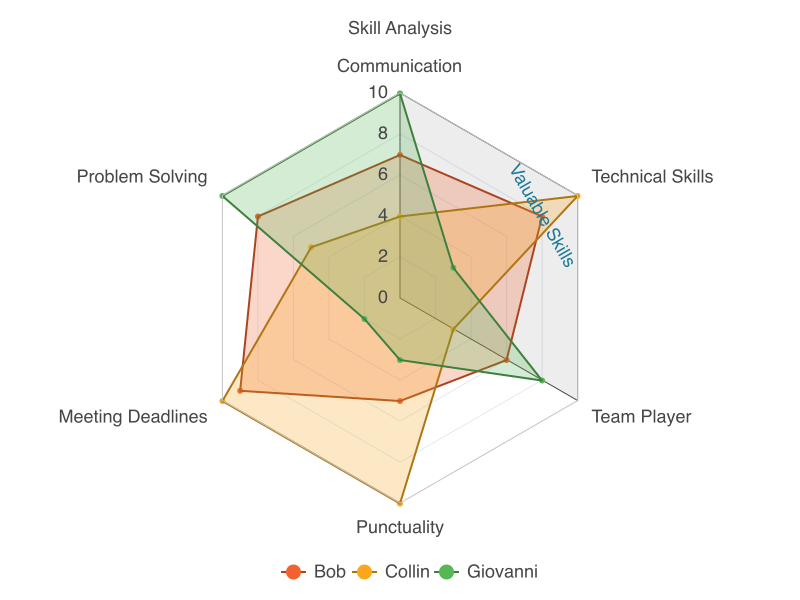 Skill Analysis
Communication
10
8
6
4
2
0
Problem Solving
Technical Skills
Valuable Skills
Meeting Deadlines
Team Player
Punctuality
Bob Collin Giovanni